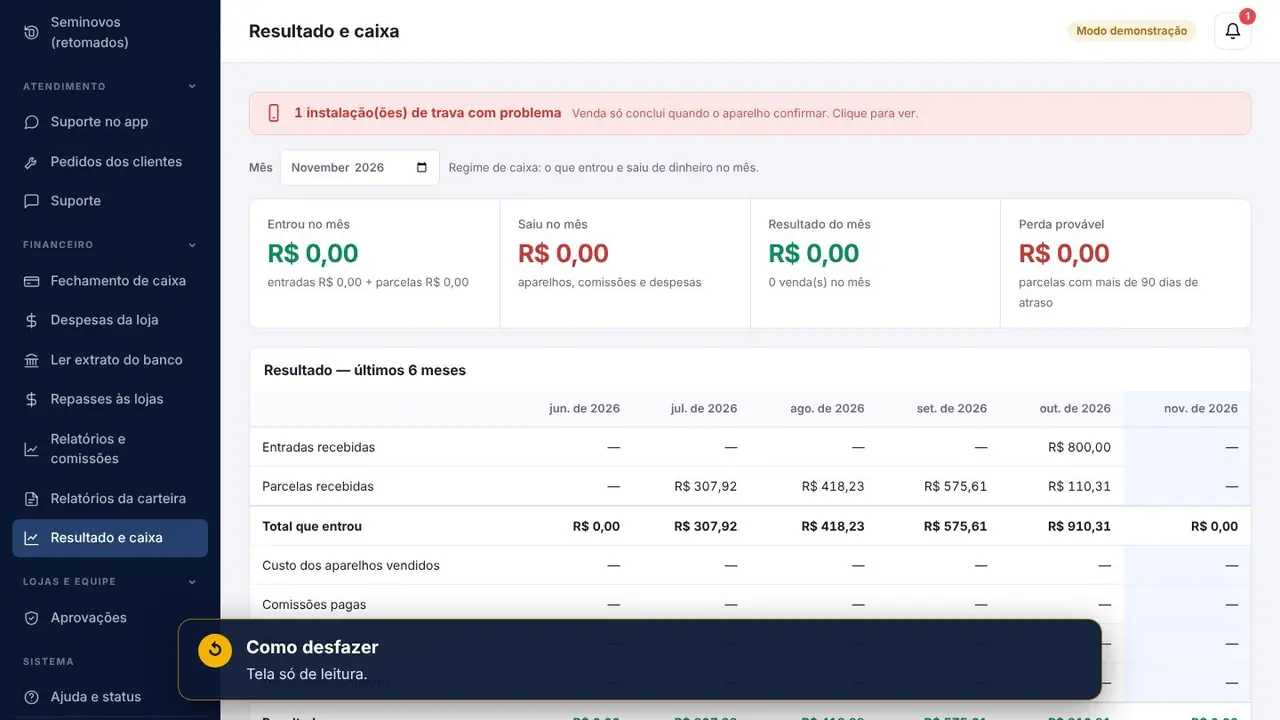 Seminovos
(retomados)
ATENDIMENTO
Suporte no app
Pedidos dos clientes
Suporte
FINANCEIRO
Fechamento de caixa
Despesas da loja
Ler extrato do banco
Repasses às lojas
Relatórios e
comissões
Relatórios da carteira
Resultado e caixa
LOJAS E EQUIPE
Aprovações
SISTEMA
Ajuda e status
Resultado e caixa
Modo demonstração
1
1 instalação(ões) de trava com problema Venda só conclui quando o aparelho confirmar. Clique para ver.
Mês November 2026 Regime de caixa: o que entrou e saiu de dinheiro no mês.
Entrou no mês
R$ 0,00
entradas R$ 0,00 + parcelas R$ 0,00
Saiu no mês
R$ 0,00
aparelhos, comissões e despesas
Resultado do mês
R$ 0,00
0 venda(s) no mês
Perda provável
R$ 0,00
parcelas com mais de 90 dias de
atraso
Resultado — últimos 6 meses
jun. de 2026 jul. de 2026 ago. de 2026 set. de 2026 out. de 2026 nov. de 2026
Entradas recebidas — — — — R$ 800,00 —
Parcelas recebidas — R$ 307,92 R$ 418,23 R$ 575,61 R$ 110,31 —
Total que entrou R$ 0,00 R$ 307,92 R$ 418,23 R$ 575,61 R$ 910,31 R$ 0,00
Custo dos aparelhos vendidos — — — — — —
Comissões pagas — — — — — —
— —
— —
Como desfazer
Tela só de leitura.